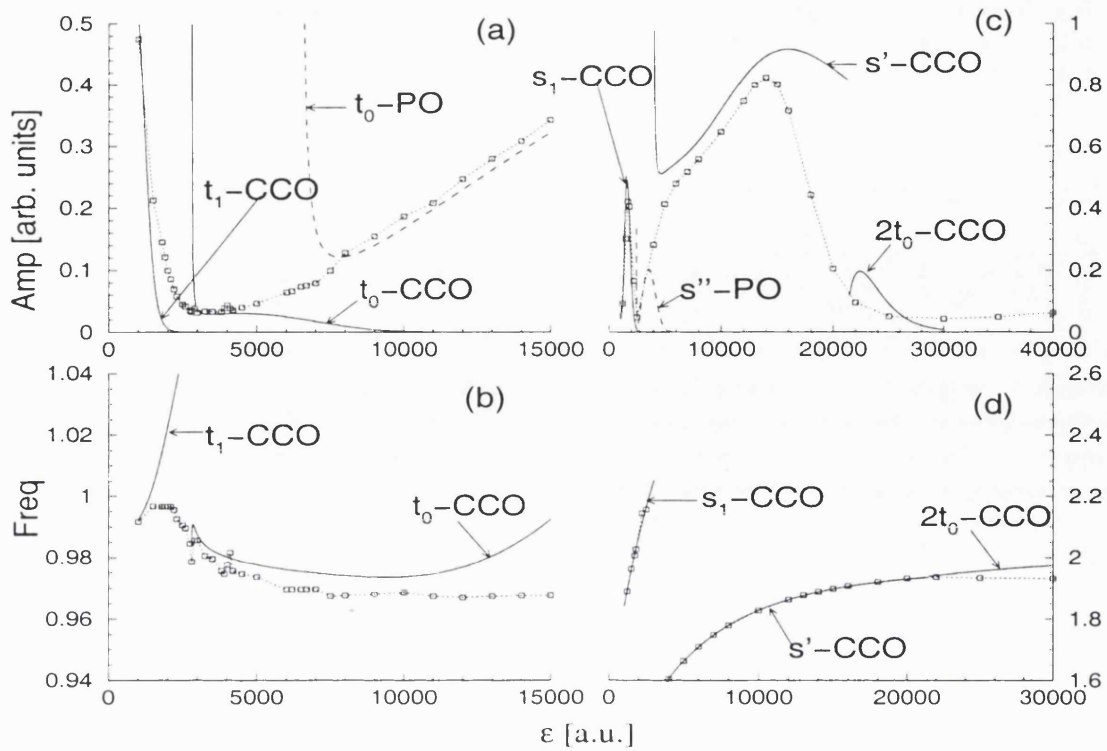 (a)
(c)
0.5
0.4
0.3
0.2
0.1
0
Amp [arb. units]
t₀−PO
t₁−CCO
t₀−CCO
0 5000 10000 15000
s₁−CCO
s'−CCO
s''−PO
2t₀−CCO
1
0.8
0.6
0.4
0.2
0
10000 20000 30000 40000
(b)
(d)
1.04
1.02
1
0.98
0.96
0.94
Freq
t₁−CCO
t₀−CCO
0 5000 10000 15000
s₁−CCO
2t₀−CCO
s'−CCO
2.6
2.4
2.2
2
1.8
1.6
0 10000 20000 30000
ε [a.u.]